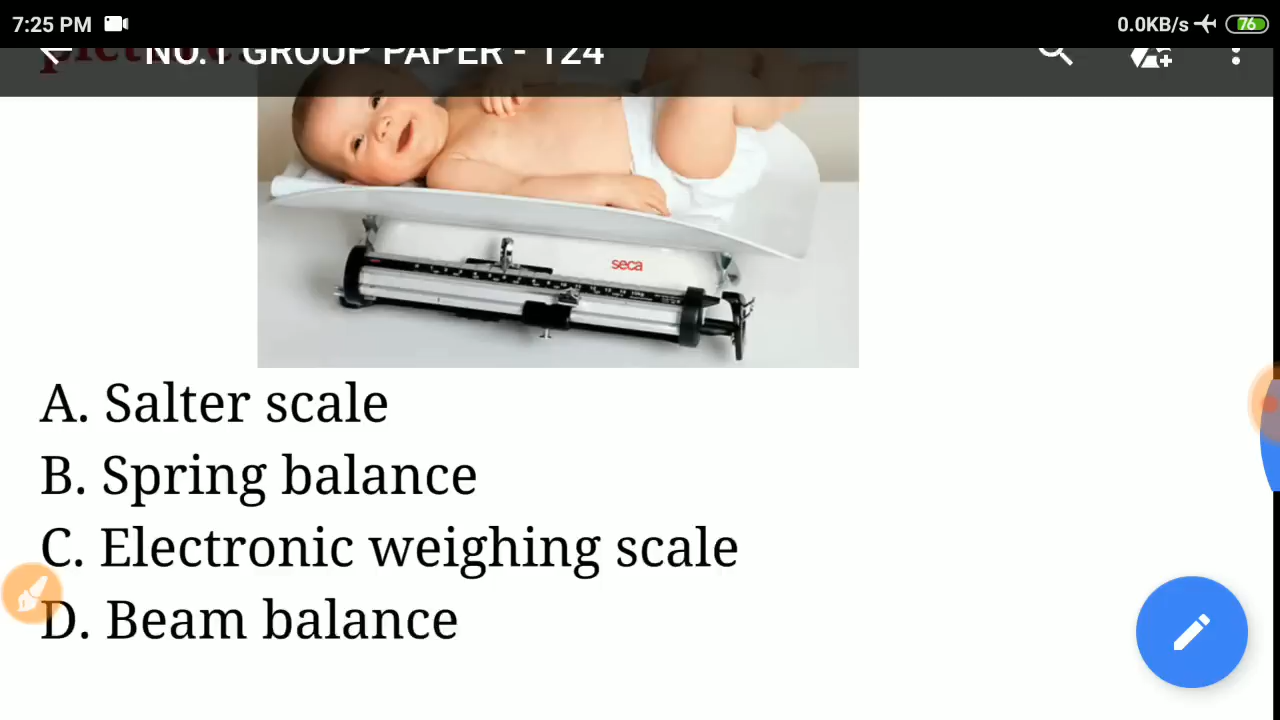 7:25 PM
0.0KB/s
76
NO.1 GROUP PAPER - 124
seca
A. Salter scale
B. Spring balance
C. Electronic weighing scale
D. Beam balance